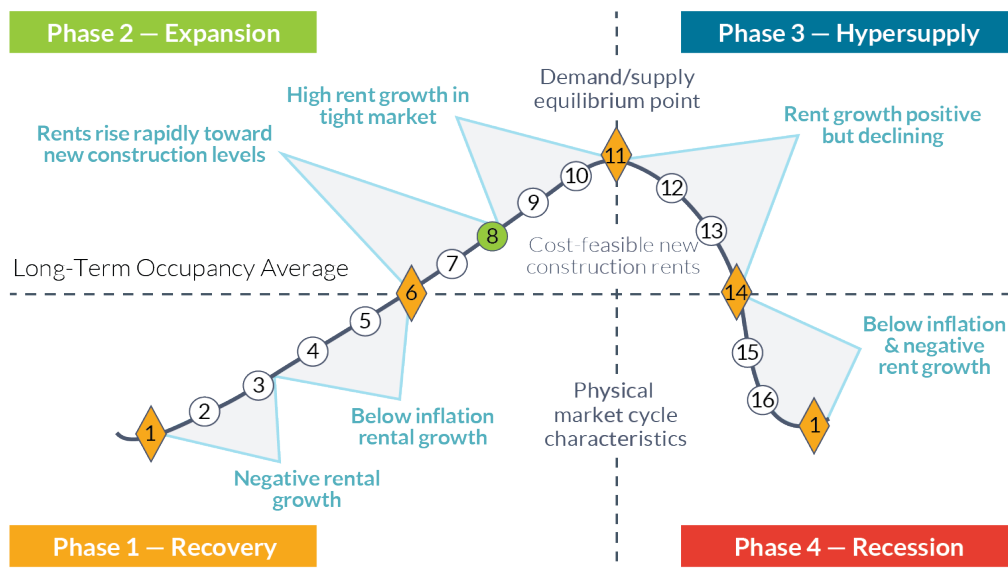 Phase 2 — Expansion
Phase 3 — Hypersupply
Demand/supply
equilibrium point
High rent growth in
tight market
Rents rise rapidly toward
new construction levels
Rent growth positive
but declining
11
10
12
9
13
8
Cost-feasible new
construction rents
7
Long-Term Occupancy Average
6
14
5
Below inflation
& negative
rent growth
4
15
3
2
16
Physical
market cycle
characteristics
Below inflation
rental growth
1
1
Negative rental
growth
Phase 1 — Recovery
Phase 4 — Recession